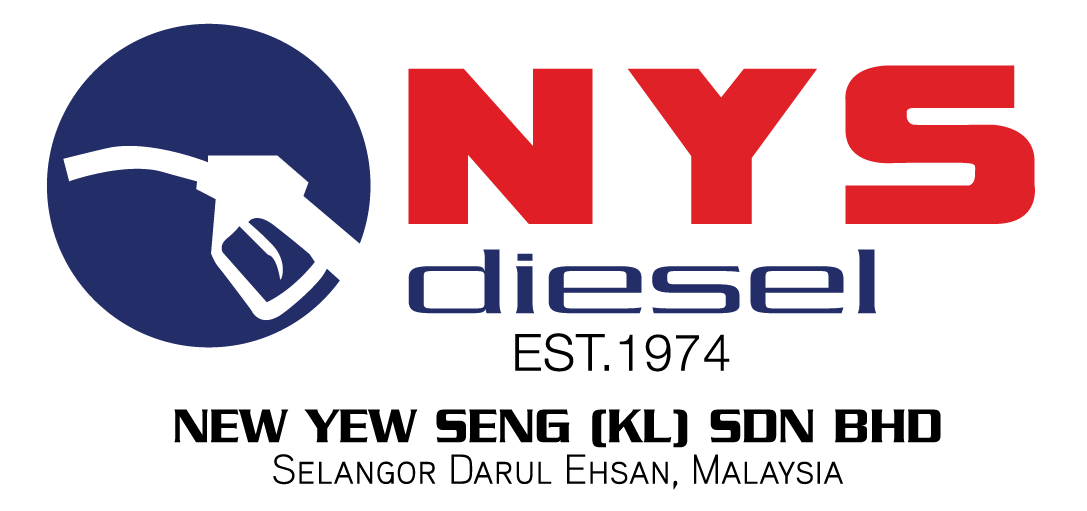 NYS
diesel
EST.1974
NEW YEW SENG (KL) SDN BHD
SELANGOR DARUL EHSAN, MALAYSIA